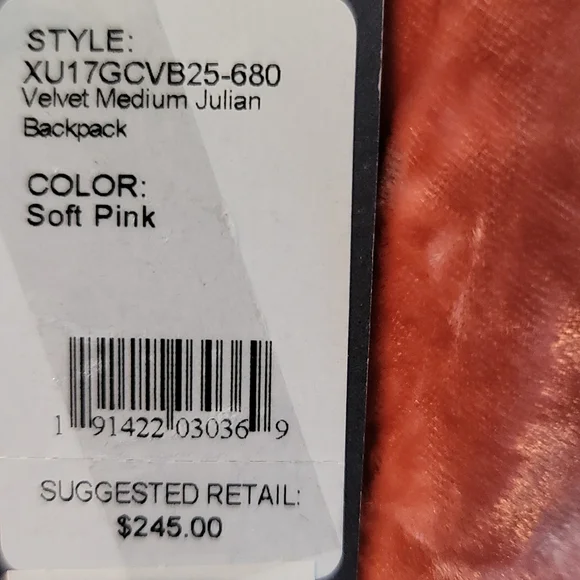 STYLE:
XU17GCVB25-680
Velvet Medium Julian
Backpack
COLOR:
Soft Pink
1 91422 03036 9
SUGGESTED RETAIL:
$245.00